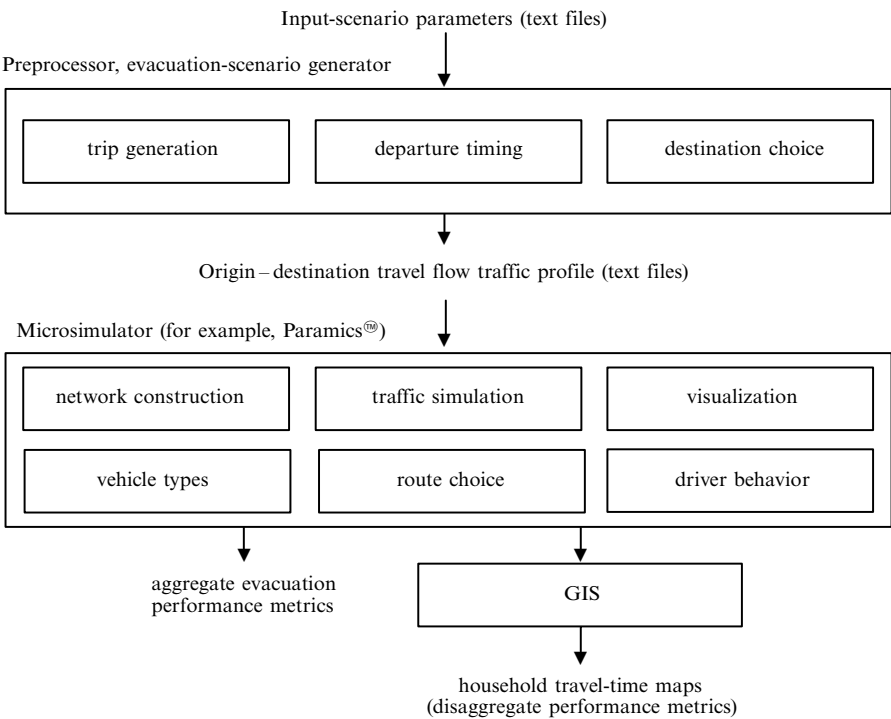 Input-scenario parameters (text files)
Preprocessor, evacuation-scenario generator
trip generation
departure timing
destination choice
Origin – destination travel flow traffic profile (text files)
Microsimulator (for example, Paramics™)
network construction
traffic simulation
visualization
vehicle types
route choice
driver behavior
aggregate evacuation
performance metrics
GIS
household travel-time maps
(disaggregate performance metrics)